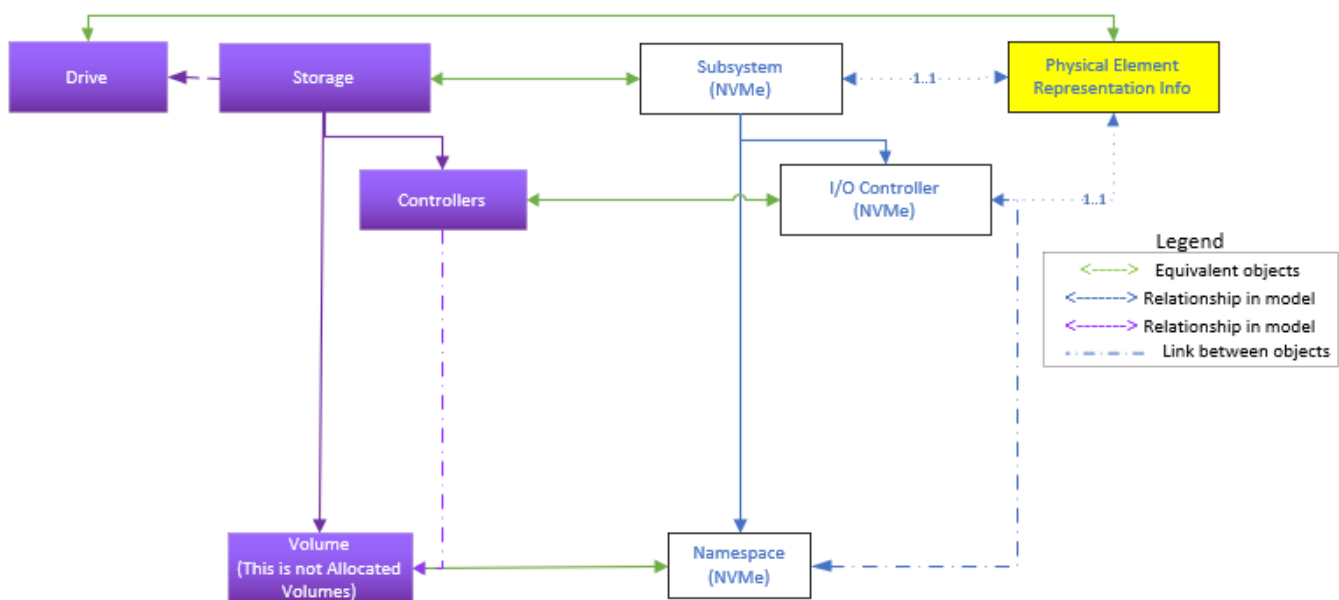 Drive
Storage
Subsystem
(NVMe)
1..1
Physical Element
Representation Info
Controllers
I/O Controller
(NVMe)
1..1
Legend
Equivalent objects
Relationship in model
Relationship in model
Link between objects
Volume
(This is not Allocated
Volumes)
Namespace
(NVMe)